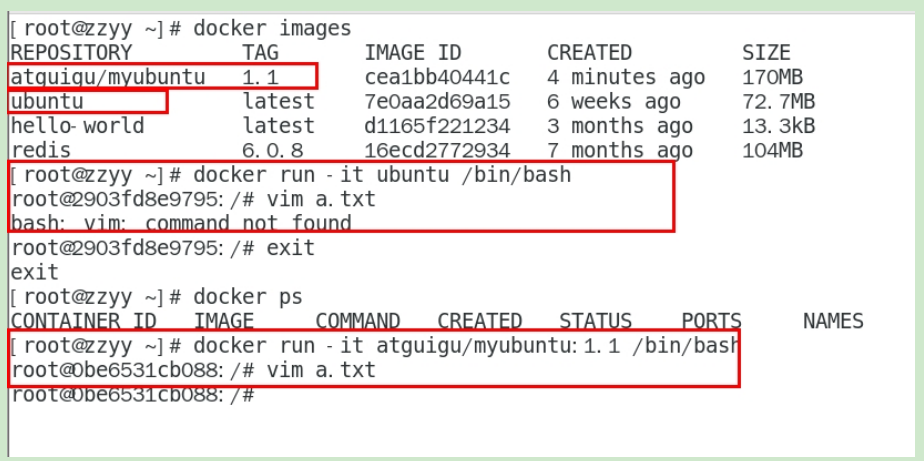 [root@zzyy ~]# docker images
REPOSITORY TAG IMAGE ID CREATED SIZE
atguigu/myubuntu 1.1 cea1bb40441c 4 minutes ago 170MB
ubuntu latest 7e0aa2d69a15 6 weeks ago 72.7MB
hello-world latest d1165f221234 3 months ago 13.3kB
redis 6.0.8 16ecd2772934 7 months ago 104MB
[root@zzyy ~]# docker run -it ubuntu /bin/bash
root@2903fd8e9795:/# vim a.txt
bash: vim: command not found
root@2903fd8e9795:/# exit
exit
[root@zzyy ~]# docker ps
CONTAINER ID IMAGE COMMAND CREATED STATUS PORTS NAMES
[root@zzyy ~]# docker run -it atguigu/myubuntu:1.1 /bin/bash
root@0be6531cb088:/# vim a.txt
root@0be6531cb088:/#